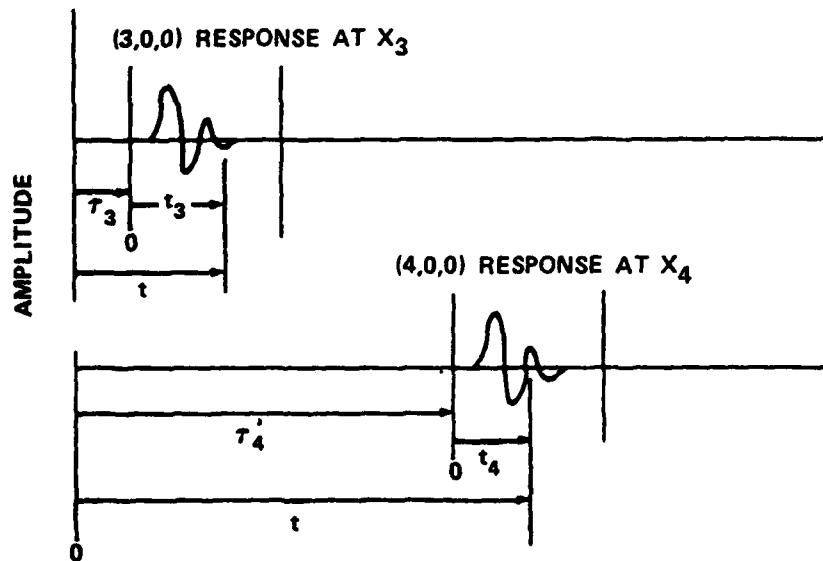 (3,0,0) RESPONSE AT X₃
AMPLITUDE
τ₃
t₃
0
t
(4,0,0) RESPONSE AT X₄
τ₄'
t₄
0
t
0